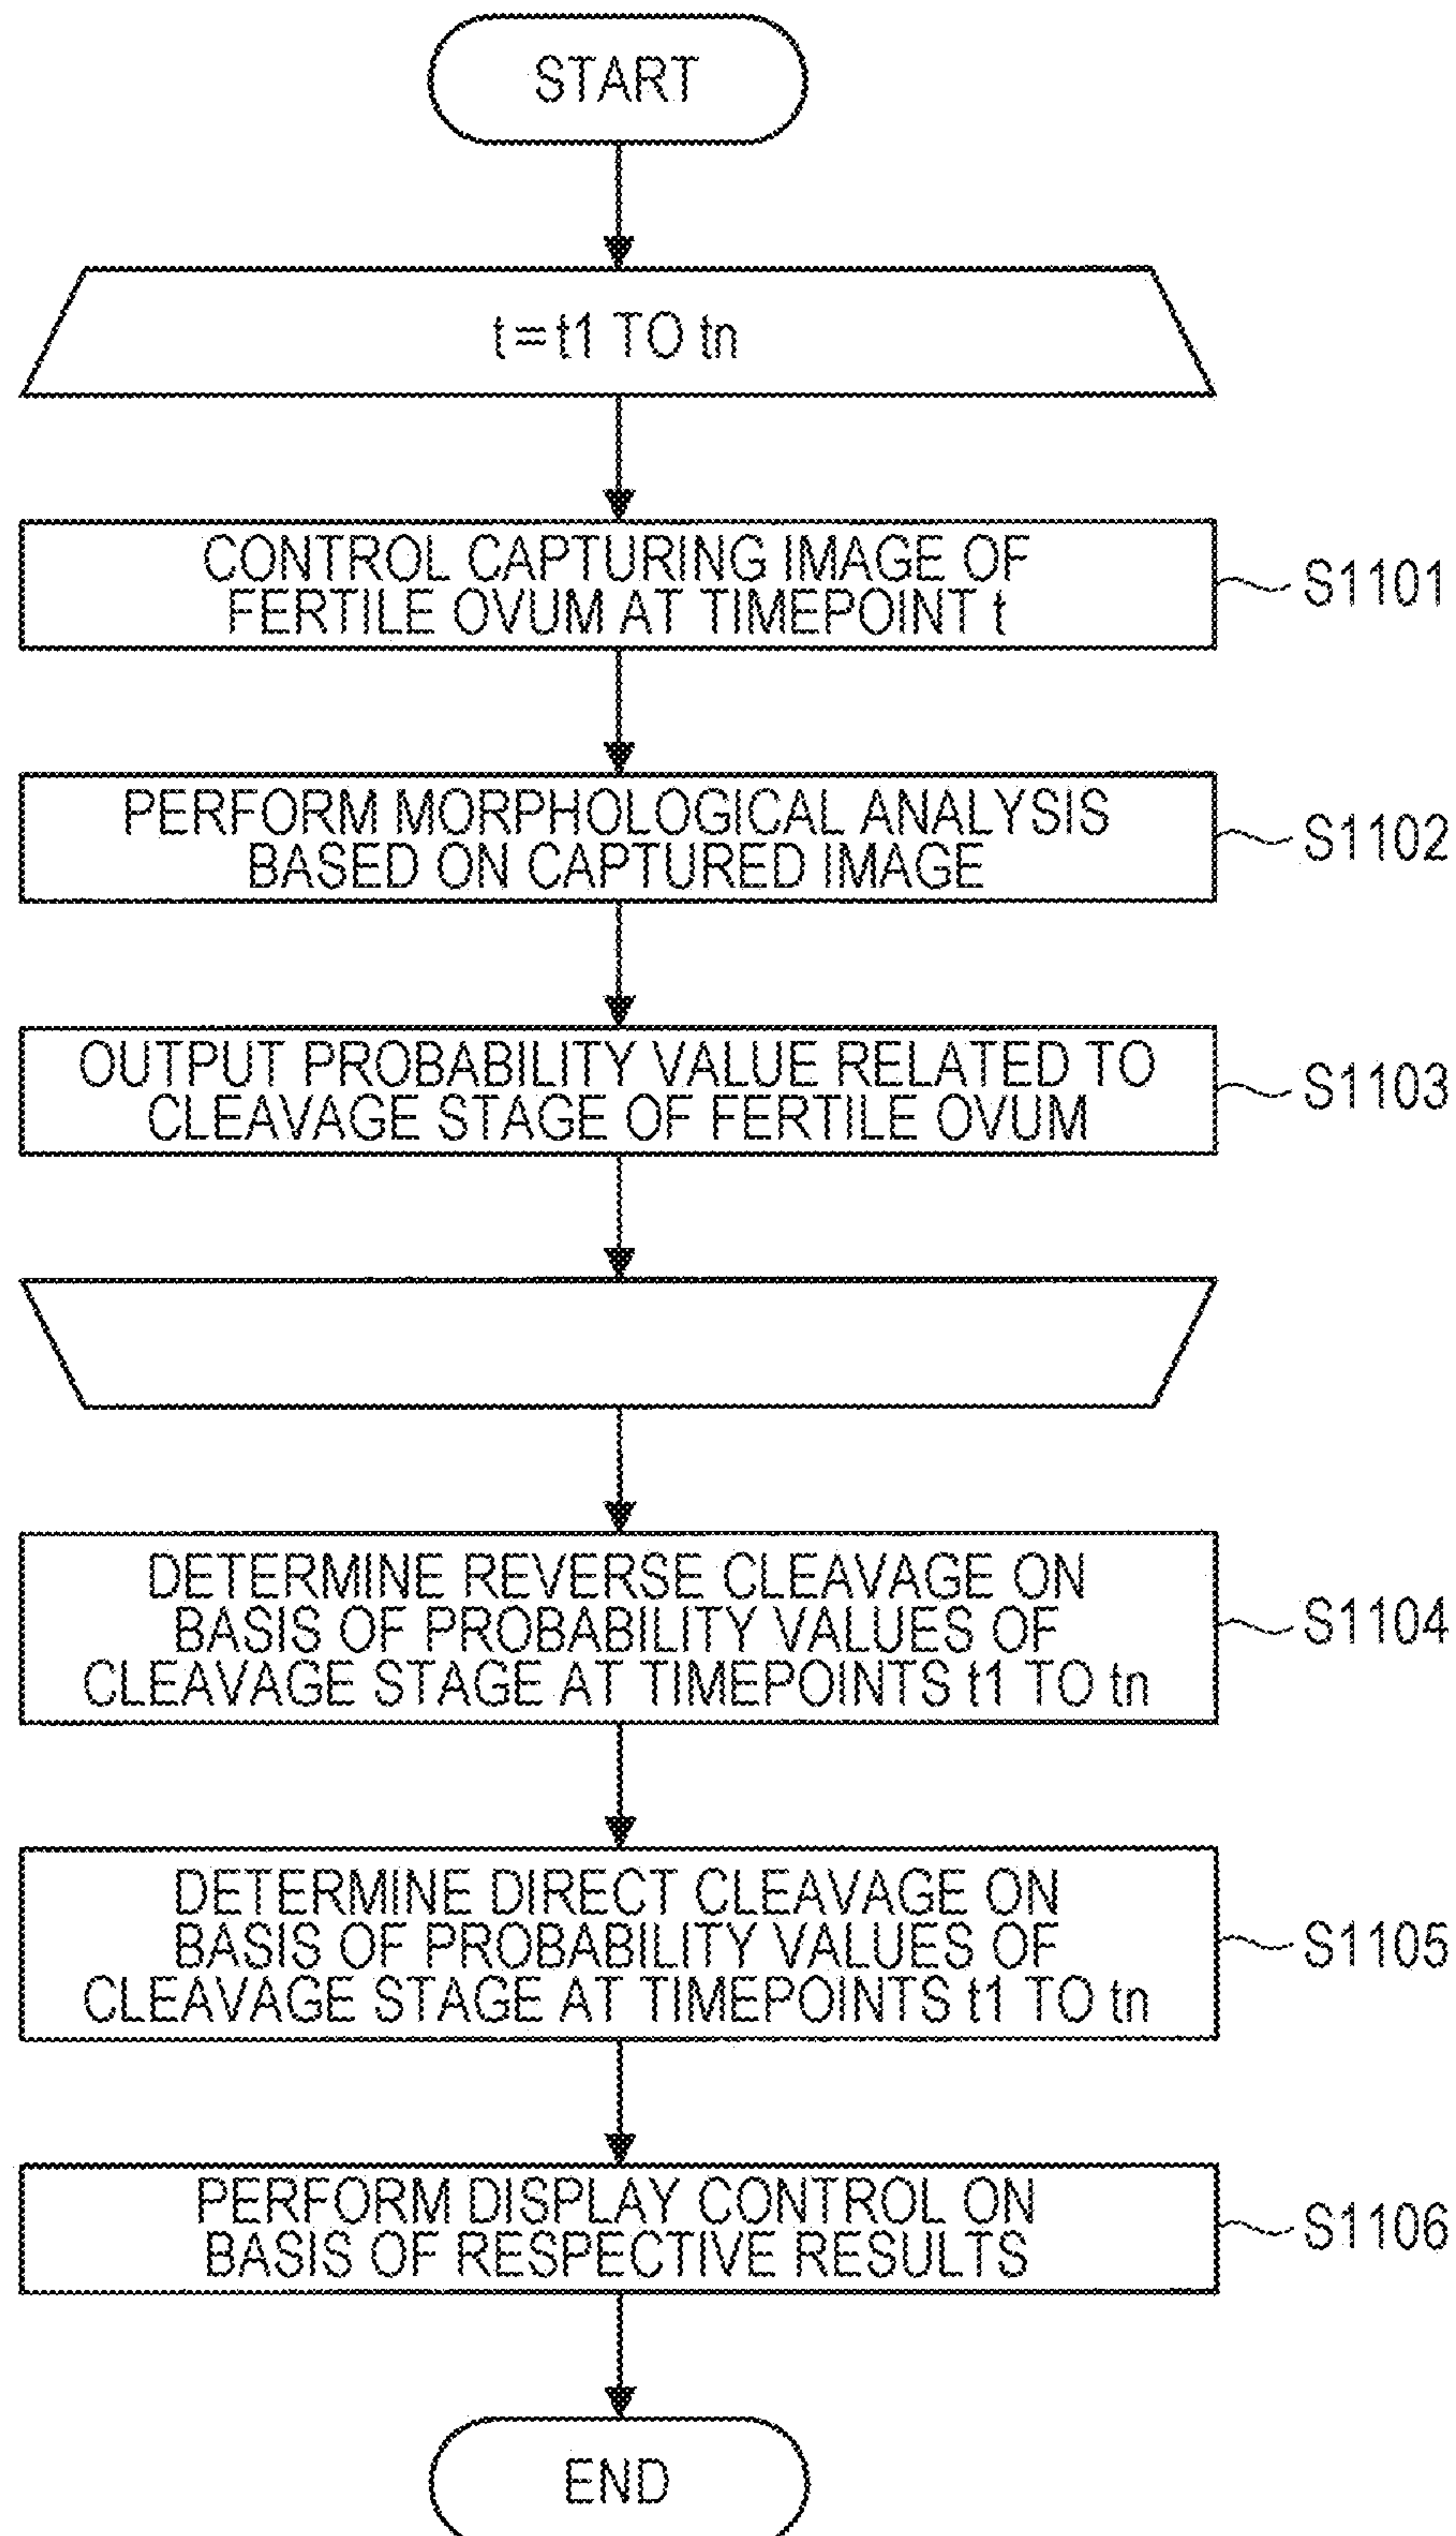 START
t=t1 TO tn
CONTROL CAPTURING IMAGE OF
FERTILE OVUM AT TIMEPOINT t
S1101
PERFORM MORPHOLOGICAL ANALYSIS
BASED ON CAPTURED IMAGE
S1102
OUTPUT PROBABILITY VALUE RELATED TO
CLEAVAGE STAGE OF FERTILE OVUM
S1103
DETERMINE REVERSE CLEAVAGE ON
BASIS OF PROBABILITY VALUES OF
CLEAVAGE STAGE AT TIMEPOINTS t1 TO tn
S1104
DETERMINE DIRECT CLEAVAGE ON
BASIS OF PROBABILITY VALUES OF
CLEAVAGE STAGE AT TIMEPOINTS t1 TO tn
S1105
PERFORM DISPLAY CONTROL ON
BASIS OF RESPECTIVE RESULTS
S1106
END